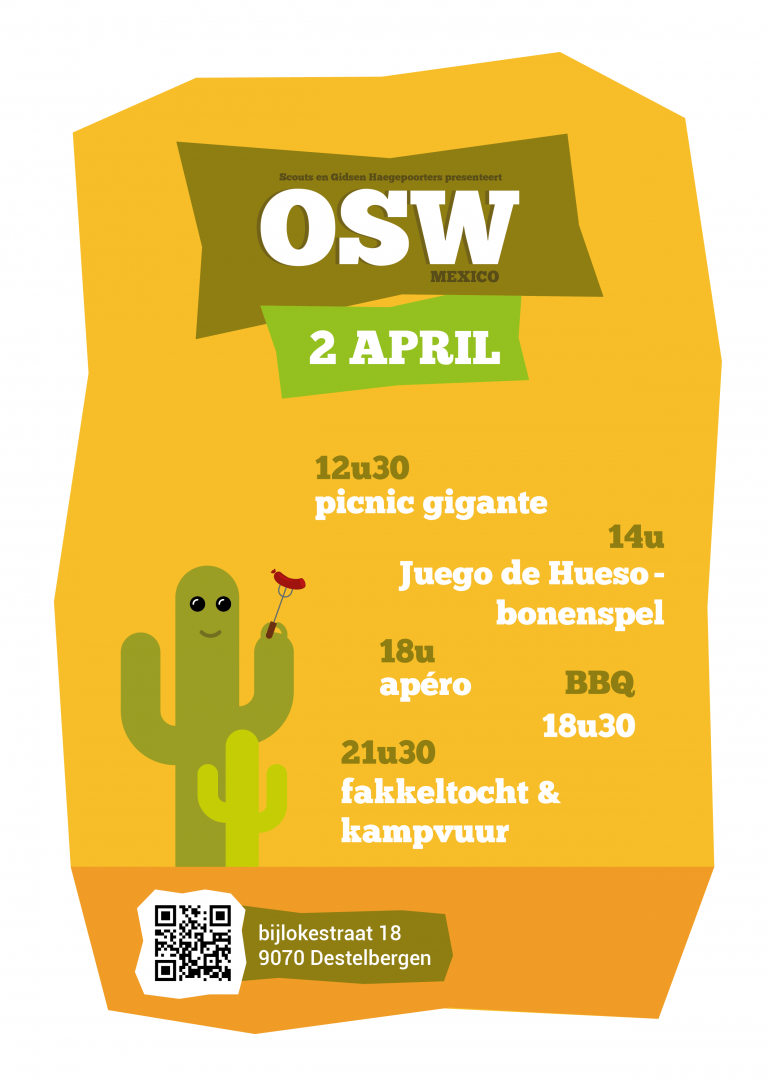 Scouts en Gidsen Haegepoorters presenteert
OSW
MEXICO
2 APRIL
12u30
picnic gigante
14u
Juego de Hueso -
bonenspel
18u
apéro
BBQ
18u30
21u30
fakkeltocht &
kampvuur
bijlokestraat 18
9070 Destelbergen